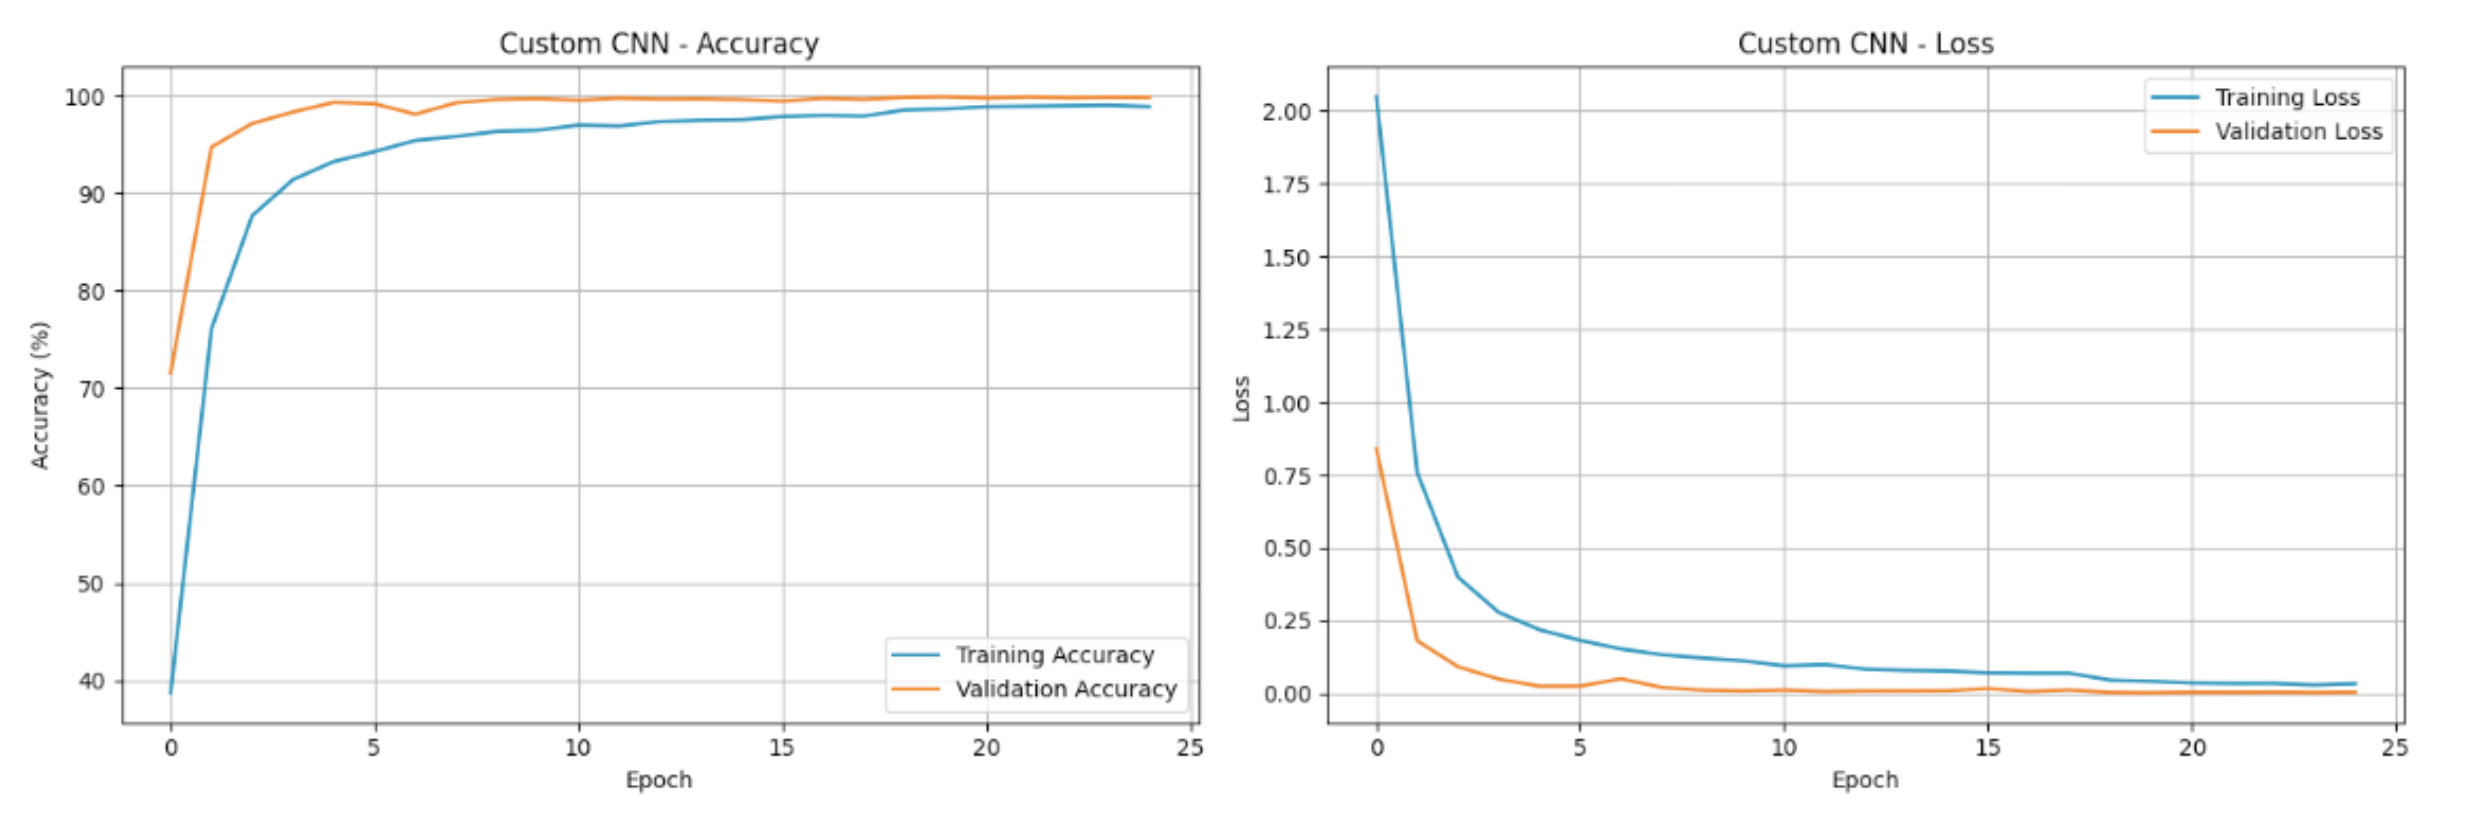 Custom CNN - Accuracy
100
90
80
70
60
50
40
Accuracy (%)
Training Accuracy
Validation Accuracy
0 5 10 15 20 25
Epoch
Custom CNN - Loss
2.00
1.75
1.50
1.25
1.00
0.75
0.50
0.25
0.00
Loss
Training Loss
Validation Loss
0 5 10 15 20 25
Epoch